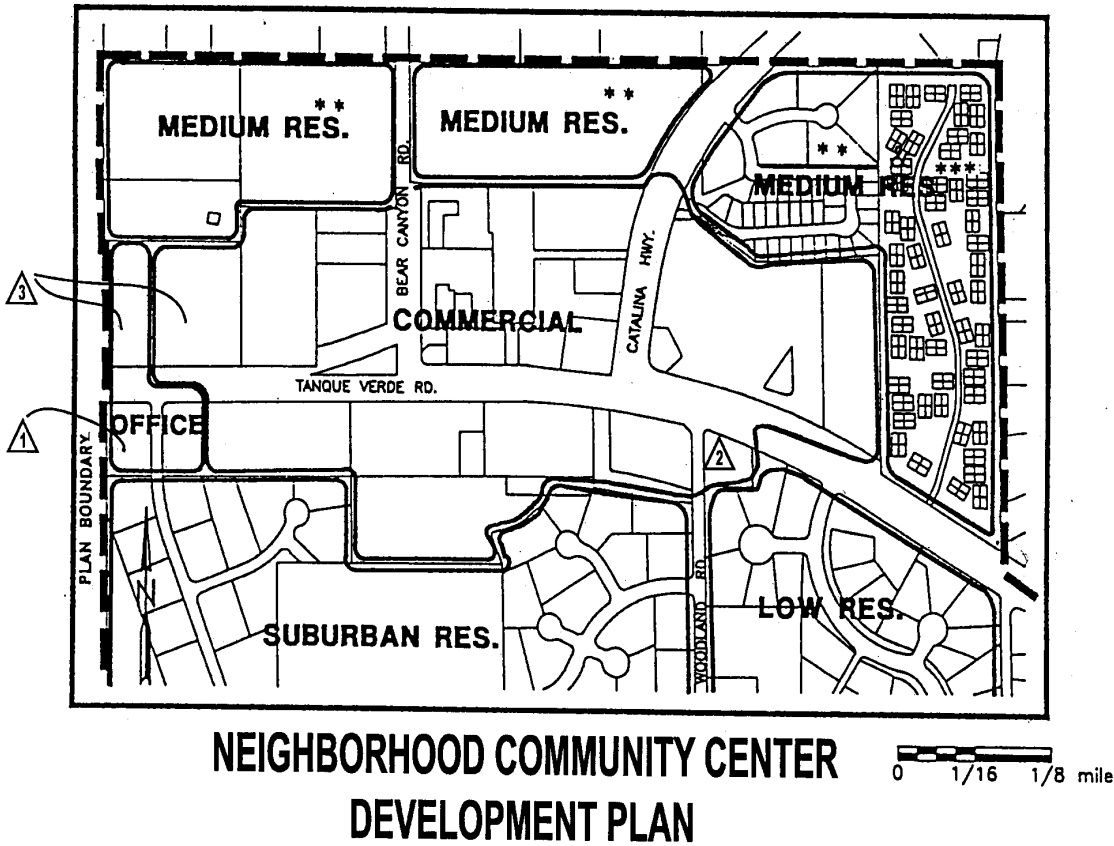 * *
MEDIUM RES.
* *
MEDIUM RES.
* *
MEDIUM RES.
***
BEAR CANYON RD.
CATALINA HWY.
3
COMMERCIAL
TANQUE VERDE RD.
OFFICE
1
2
PLAN BOUNDARY
N
SUBURBAN RES.
WOODLAND RD
LOW RES.
NEIGHBORHOOD COMMUNITY CENTER
DEVELOPMENT PLAN
0 1/16 1/8 mile